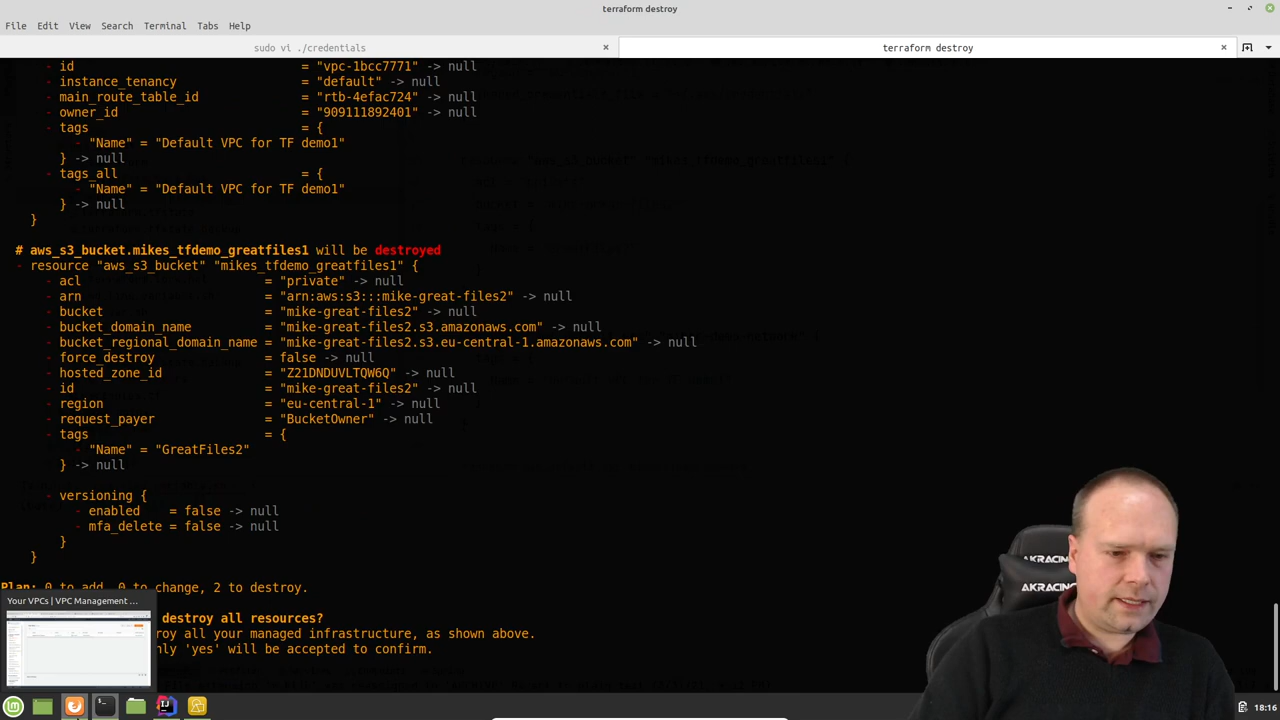 terraform destroy
File Edit View Search Terminal Tabs Help
sudo vi ./credentials × terraform destroy ×
- id = "vpc-1bcc7771" -> null
- instance_tenancy = "default" -> null
- main_route_table_id = "rtb-4efac724" -> null
- owner_id = "909111892401" -> null
- tags = {
- "Name" = "Default VPC for TF demo1"
} -> null
- tags_all = {
- "Name" = "Default VPC for TF demo1"
} -> null
}
# aws_s3_bucket.mikes_tfdemo_greatfiles1 will be destroyed
- resource "aws_s3_bucket" "mikes_tfdemo_greatfiles1" {
- acl = "private" -> null
- arn = "arn:aws:s3:::mike-great-files2" -> null
- bucket = "mike-great-files2" -> null
- bucket_domain_name = "mike-great-files2.s3.amazonaws.com" -> null
- bucket_regional_domain_name = "mike-great-files2.s3.eu-central-1.amazonaws.com" -> null
- force_destroy = false -> null
- hosted_zone_id = "Z21DNDUVLTQW6Q" -> null
- id = "mike-great-files2" -> null
- region = "eu-central-1" -> null
- request_payer = "BucketOwner" -> null
- tags = {
- "Name" = "GreatFiles2"
} -> null
- versioning {
- enabled = false -> null
- mfa_delete = false -> null
}
}
Plan: 0 to add, 0 to change, 2 to destroy.
Your VPCs | VPC Management ...
destroy all resources?
roy all your managed infrastructure, as shown above.
nly 'yes' will be accepted to confirm.
AKRACING
AKRACING
18:16